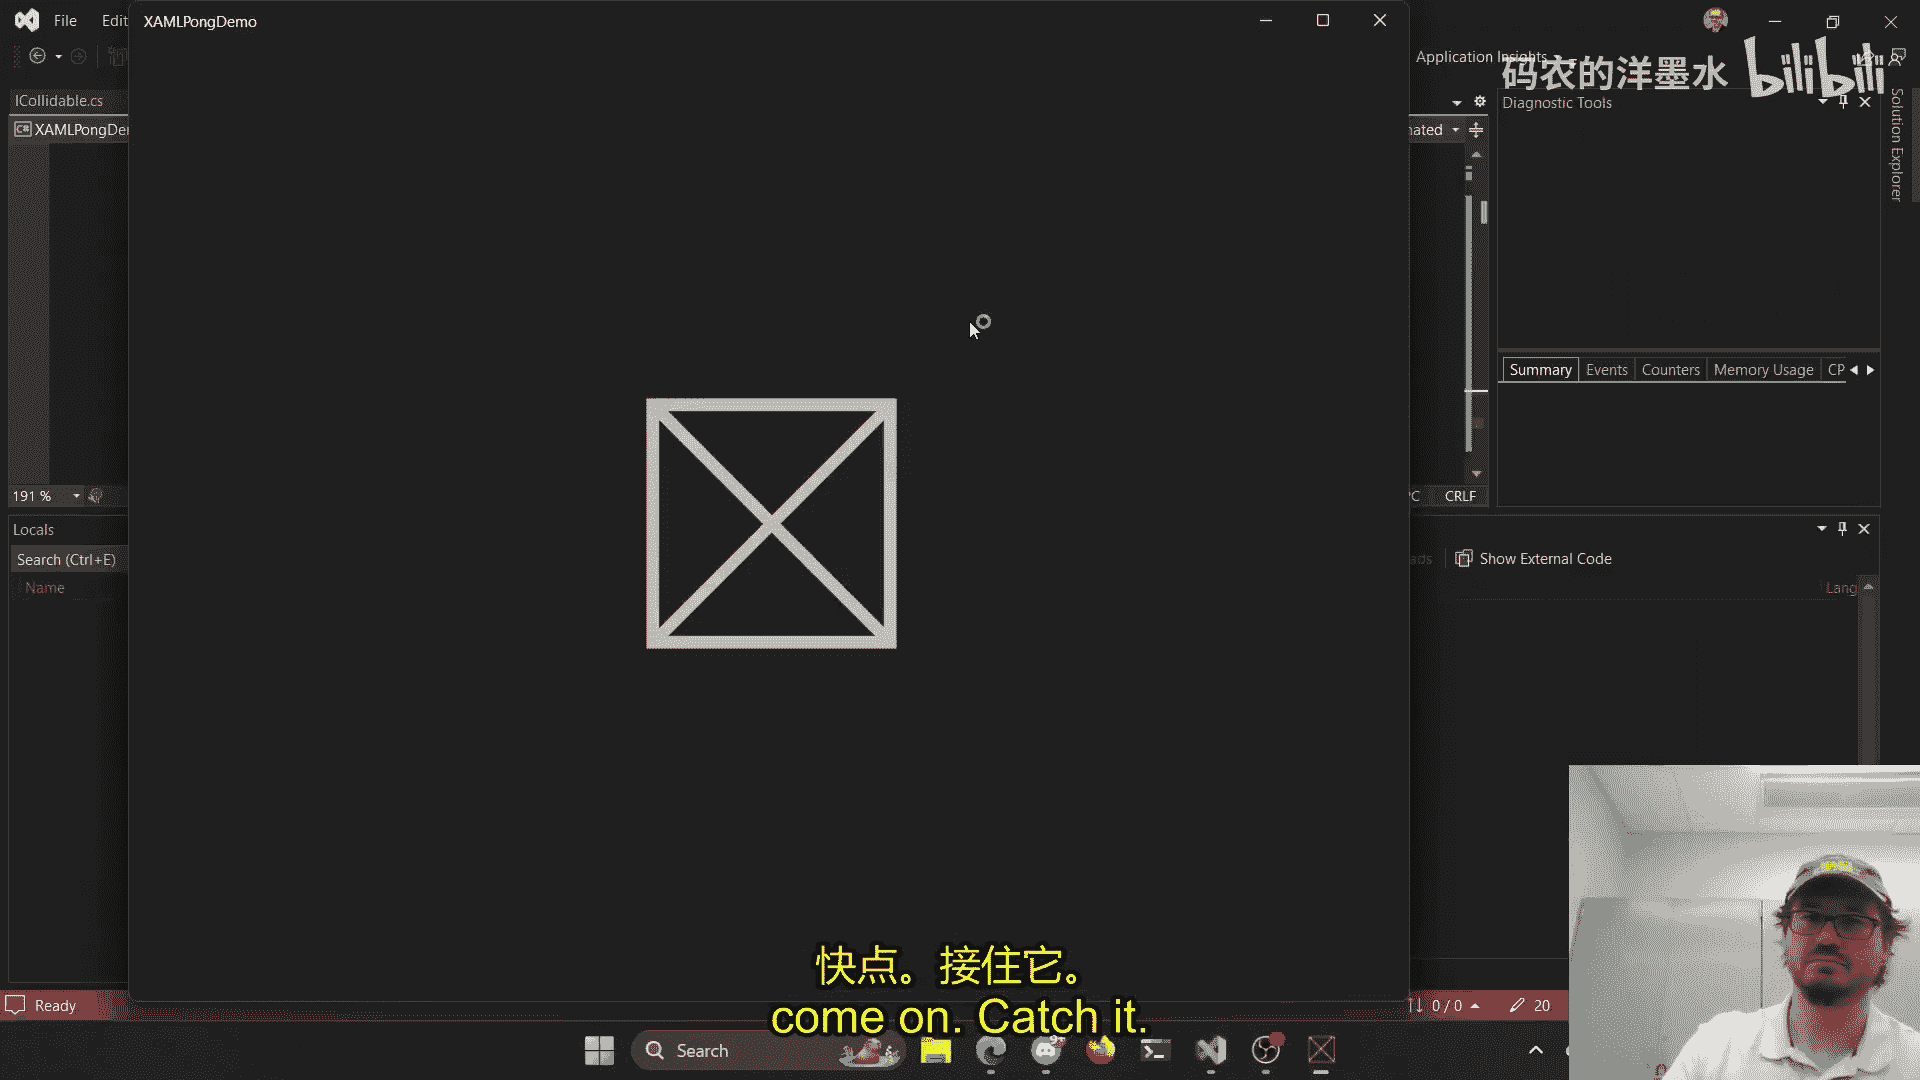 File
Edit
XAMLPongDemo
Application Insights
码农的洋墨水
bilibili
ICollidable.cs
Diagnostic Tools
Solution Explorer
XAMLPongDe
nated
Summary
Events
Counters
Memory Usage
CP
191 %
CRLF
Locals
Search (Ctrl+E)
Show External Code
Name
Lang
快点。接住它。
come on. Catch it.
Ready
0 / 0
20
Search
9+